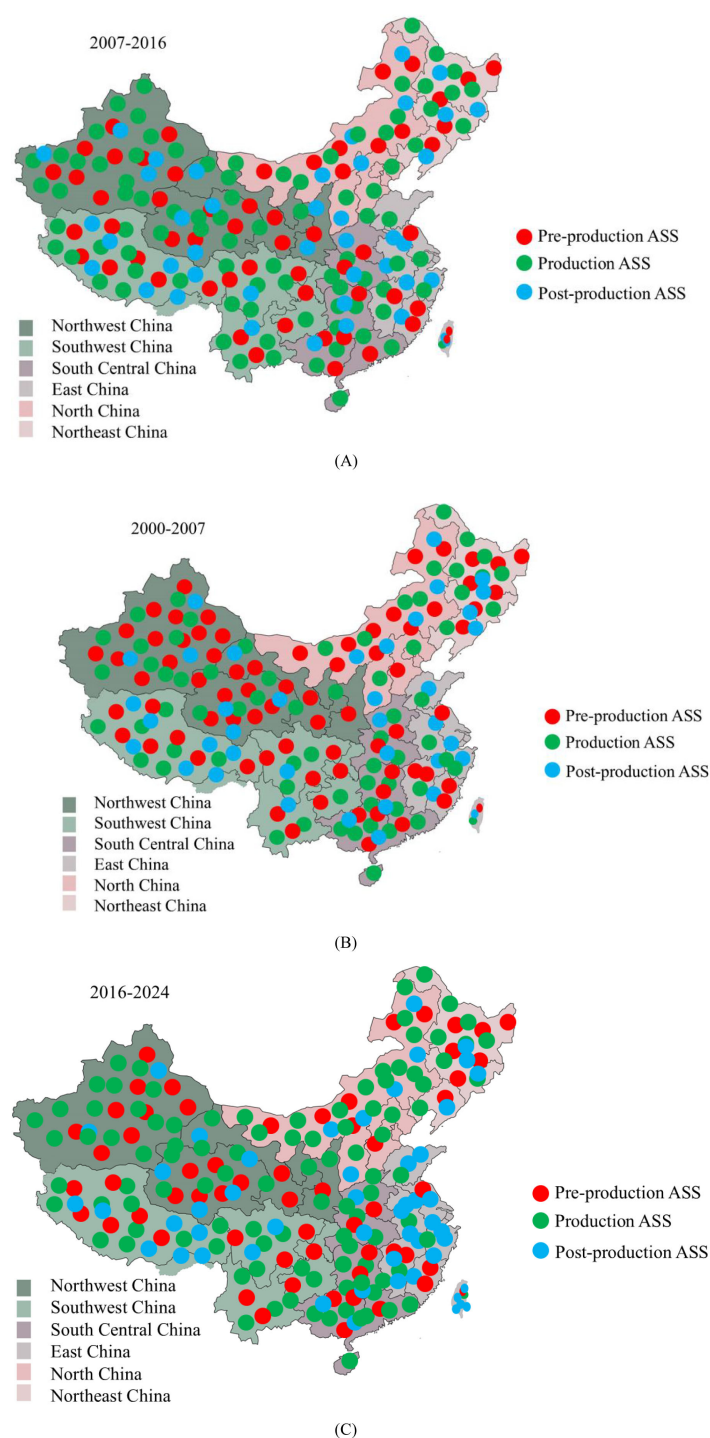 2007-2016
Pre-production ASS
Production ASS
Post-production ASS
Northwest China
Southwest China
South Central China
East China
North China
Northeast China
(A)
2000-2007
Pre-production ASS
Production ASS
Post-production ASS
Northwest China
Southwest China
South Central China
East China
North China
Northeast China
(B)
2016-2024
Pre-production ASS
Production ASS
Post-production ASS
Northwest China
Southwest China
South Central China
East China
North China
Northeast China
(C)